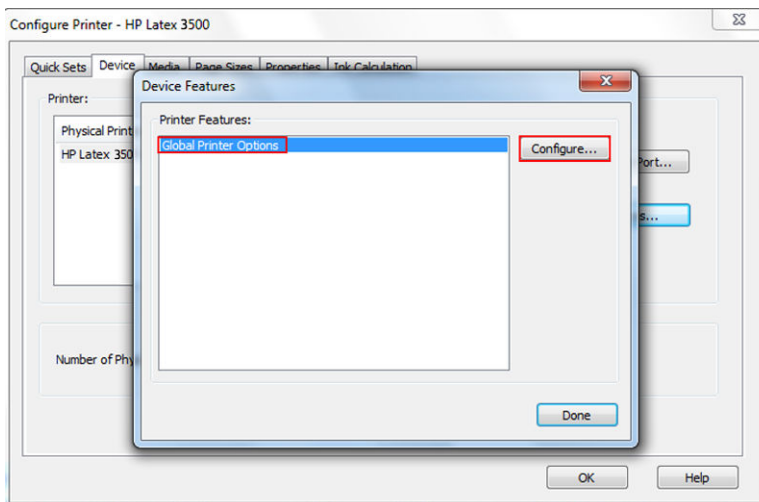 Configure Printer - HP Latex 3500
Quick Sets Device Media Page Sizes Properties Ink Calculation
Device Features
Printer:
Printer Features:
Physical Print
Global Printer Options
Configure...
HP Latex 350
Port...
s...
Number of Phy
Done
OK Help